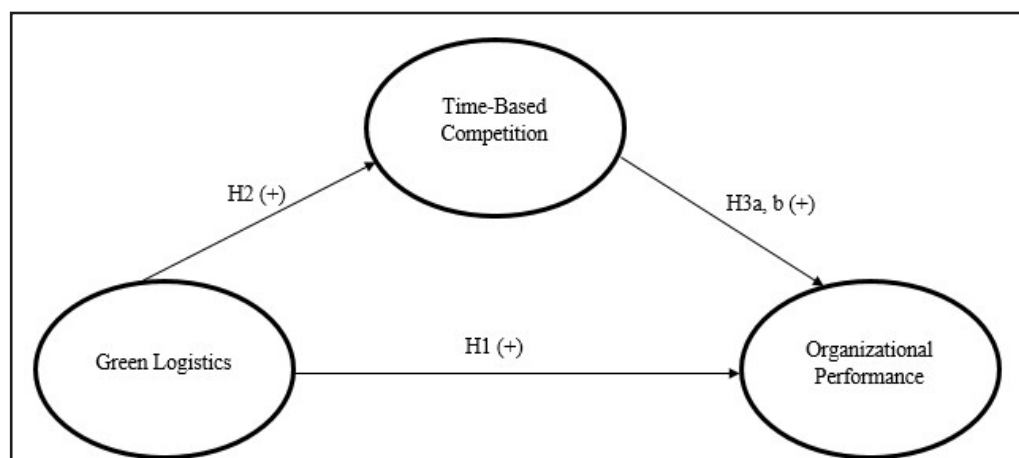 Time-Based
Competition
H2 (+)
H3a, b (+)
Green Logistics
H1 (+)
Organizational
Performance